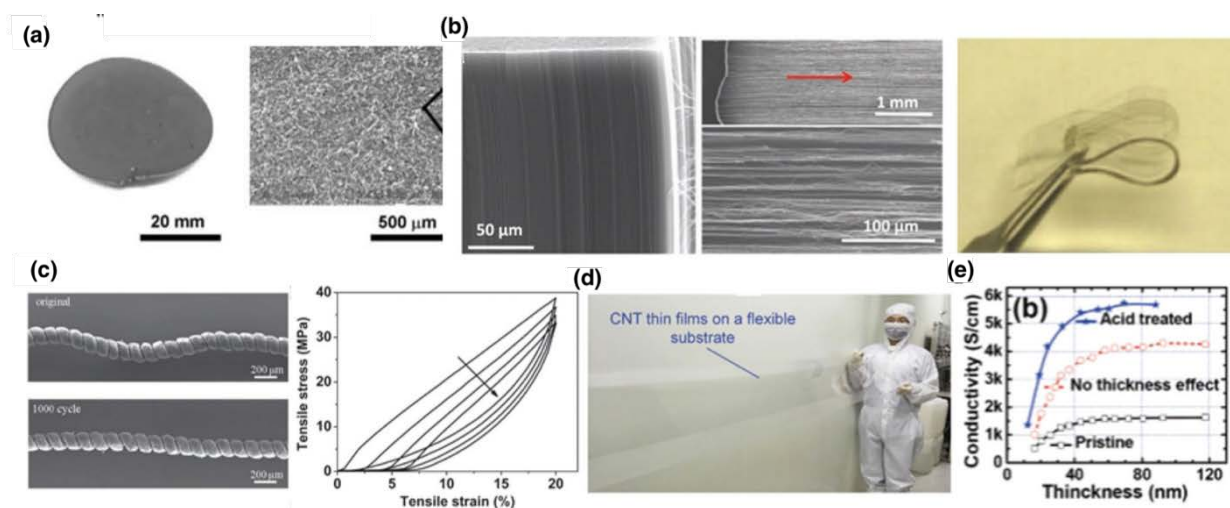 (a)
20 mm
500 µm
(b)
50 µm
1 mm
100 µm
(c)
original
200 µm
1000 cycle
200 µm
Tensile stress (MPa)
40
30
20
10
0
0 5 10 15 20
Tensile strain (%)
(d)
CNT thin films on a flexible
substrate
(e)
(b)
Conductivity (S/cm)
6k
5k
4k
3k
2k
1k
0
Acid treated
No thickness effect
Pristine
0 40 80 120
Thinckness (nm)